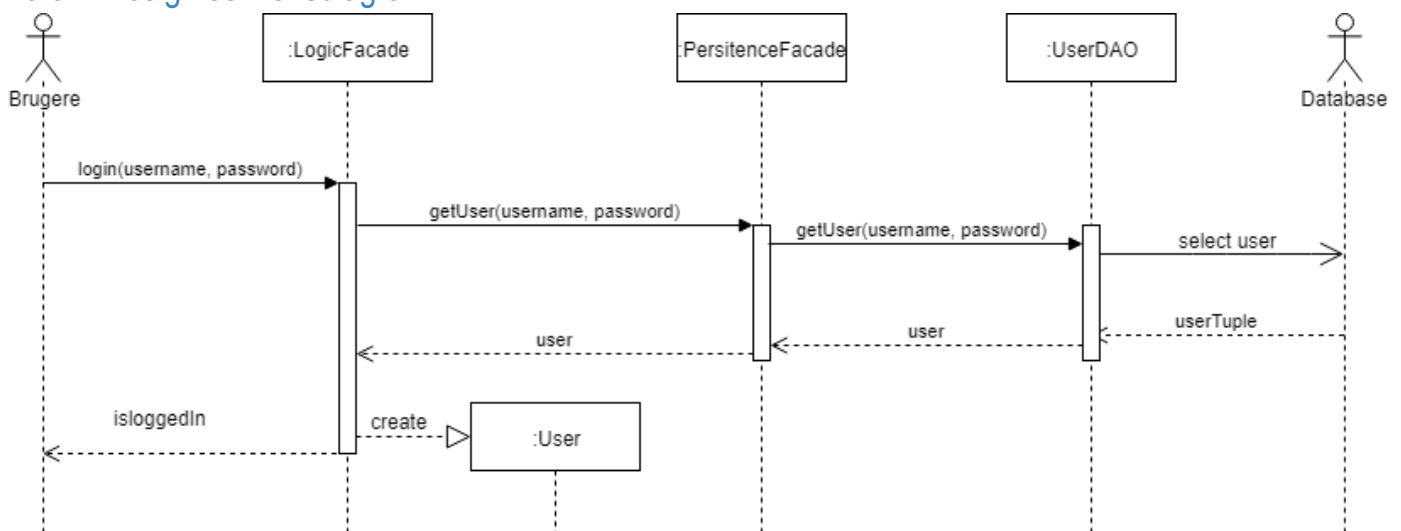 :LogicFacade
:PersitenceFacade
:UserDAO
Brugere
Database
login(username, password)
getUser(username, password)
getUser(username, password)
select user
userTuple
user
user
isloggedIn
create
:User